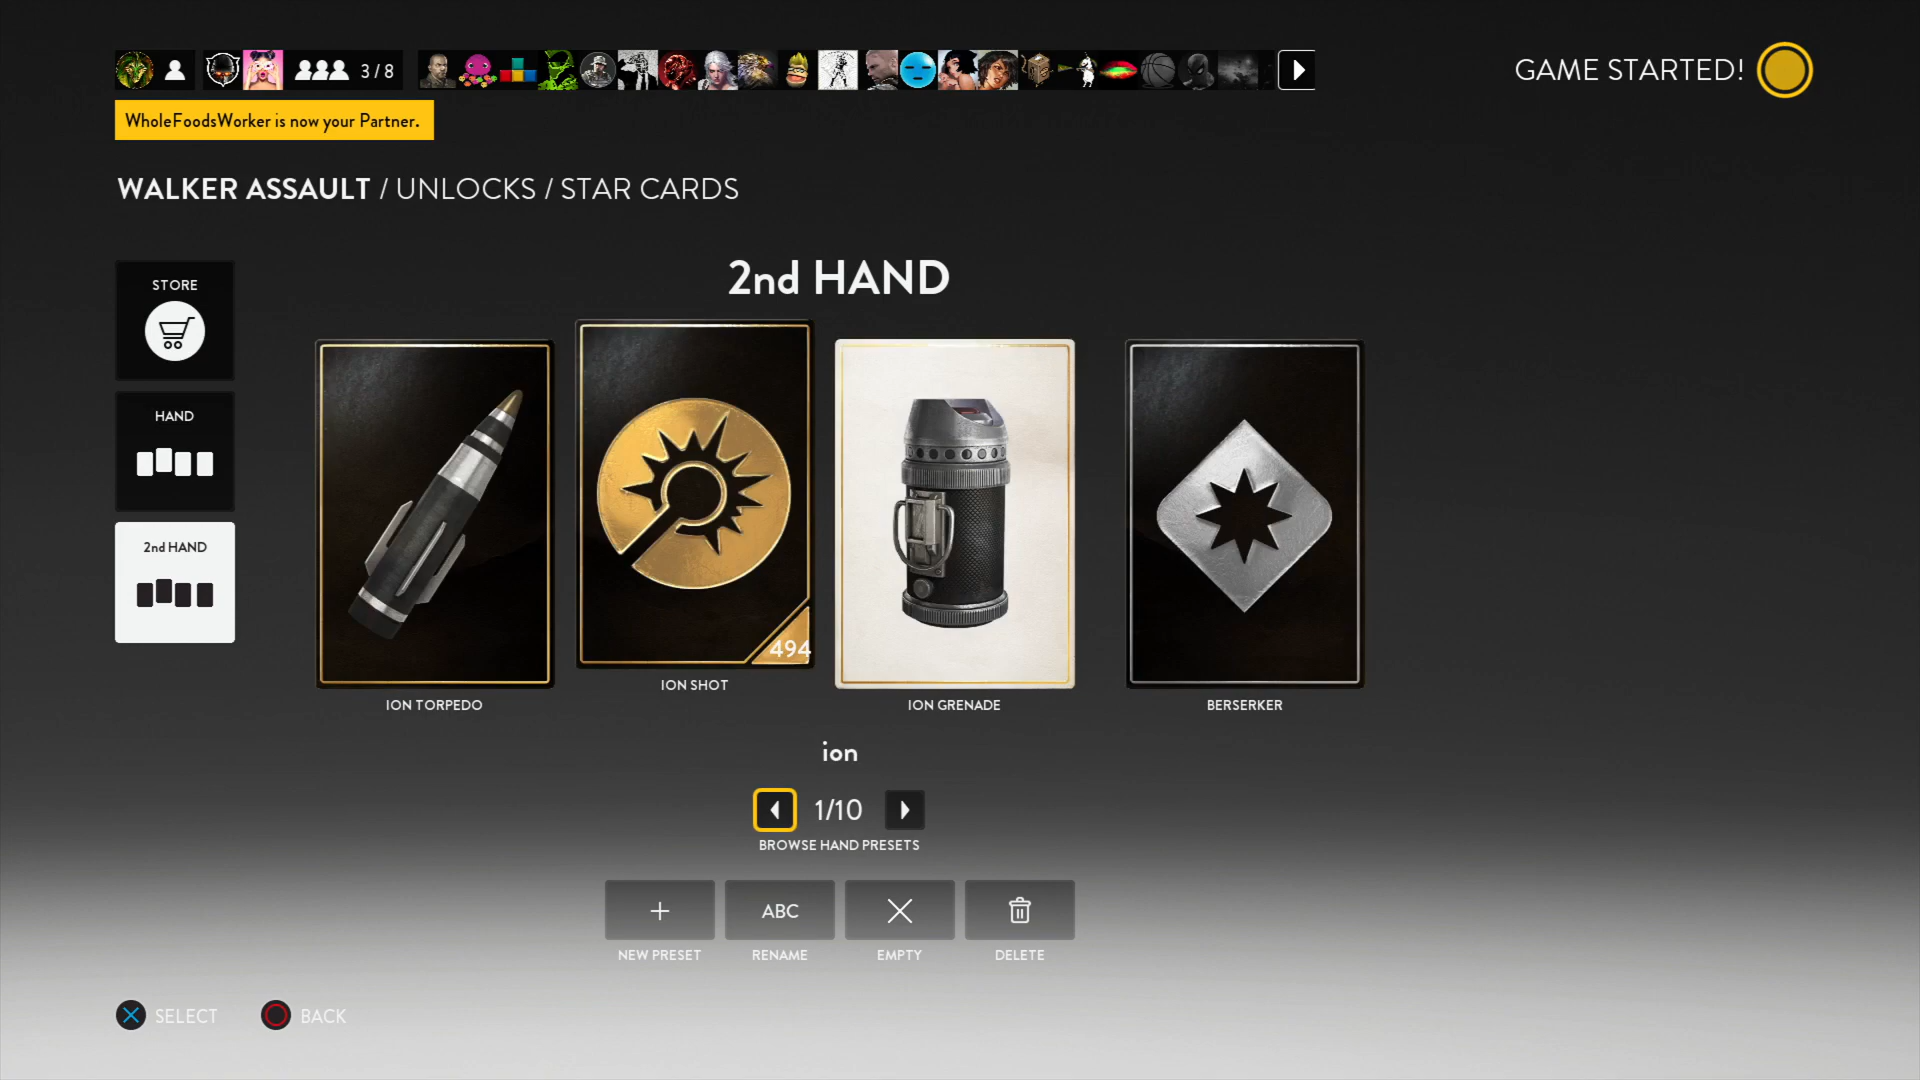 3 / 8
GAME STARTED!
WholeFoodsWorker is now your Partner.
WALKER ASSAULT / UNLOCKS / STAR CARDS
STORE
HAND
2nd HAND
2nd HAND
494
ION TORPEDO
ION SHOT
ION GRENADE
BERSERKER
ion
1/10
BROWSE HAND PRESETS
ABC
NEW PRESET
RENAME
EMPTY
DELETE
SELECT
BACK